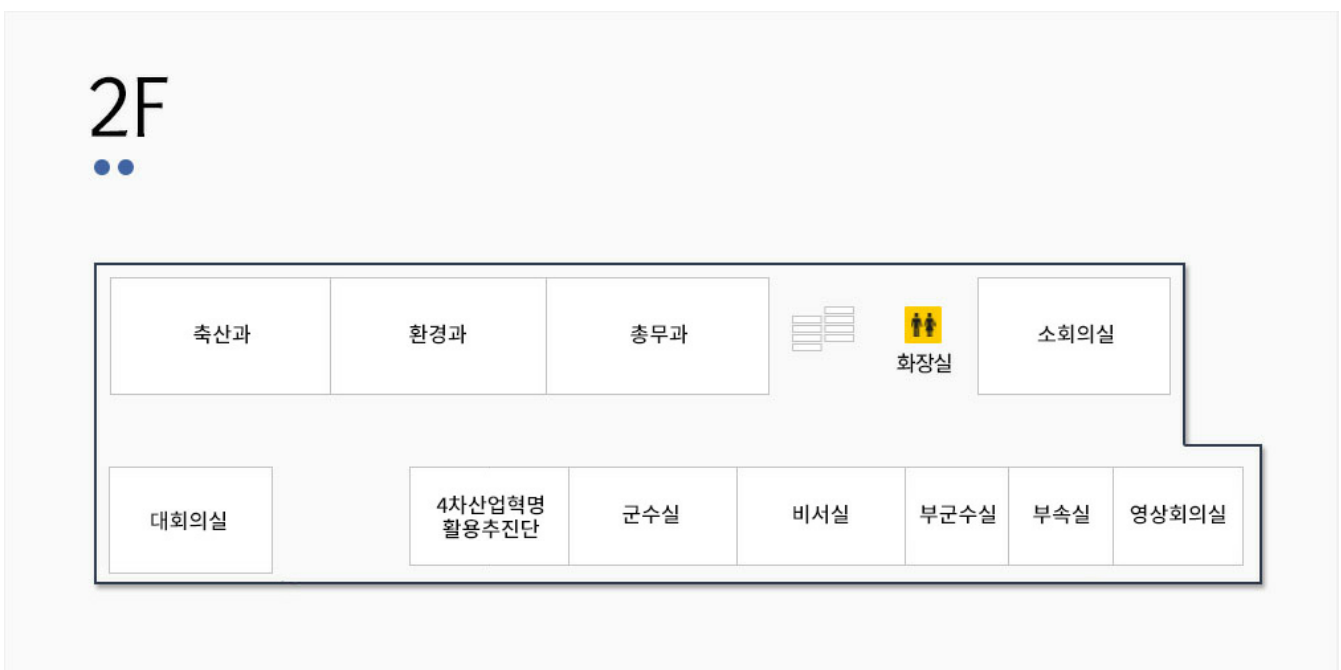 2F
축산과
환경과
총무과
화장실
소회의실
대회의실
4차산업혁명
활용추진단
군수실
비서실
부군수실
부속실
영상회의실